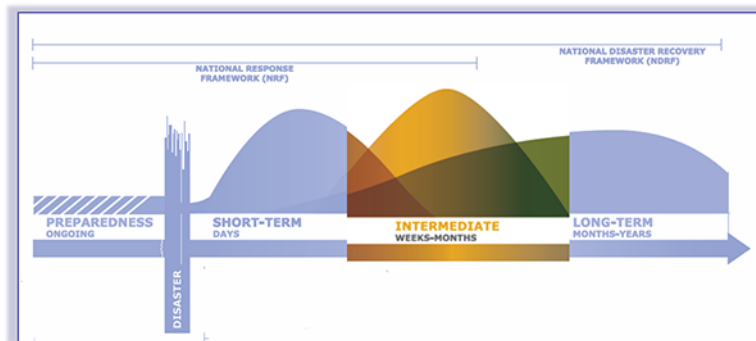 NATIONAL DISASTER RECOVERY
FRAMEWORK (NDRF)
NATIONAL RESPONSE
FRAMEWORK (NRF)
PREPAREDNESS
ONGOING
SHORT-TERM
DAYS
INTERMEDIATE
WEEKS-MONTHS
LONG-TERM
MONTHS-YEARS
DISASTER